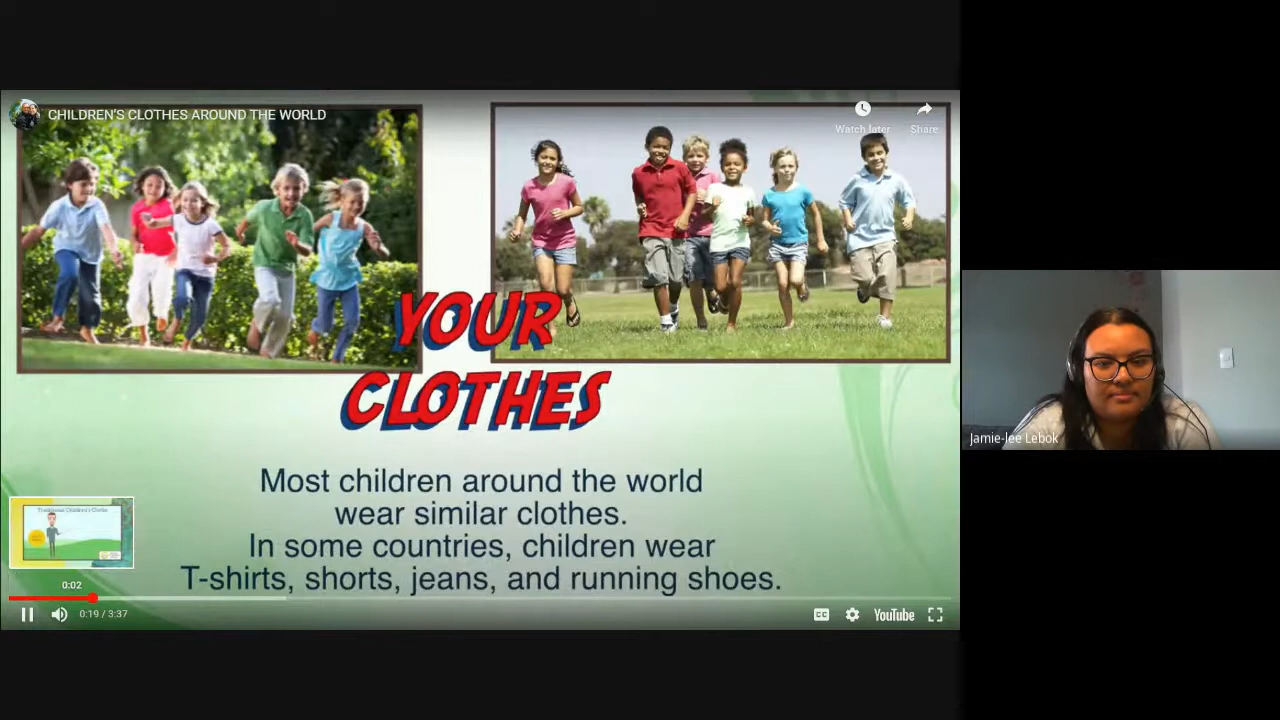 CHILDREN'S CLOTHES AROUND THE WORLD
Watch later
Share
YOUR
CLOTHES
Most children around the world
wear similar clothes.
In some countries, children wear
T-shirts, shorts, jeans, and running shoes.
0:02
0:19 / 3:37
CC
YouTube
Jamie-lee Lebok